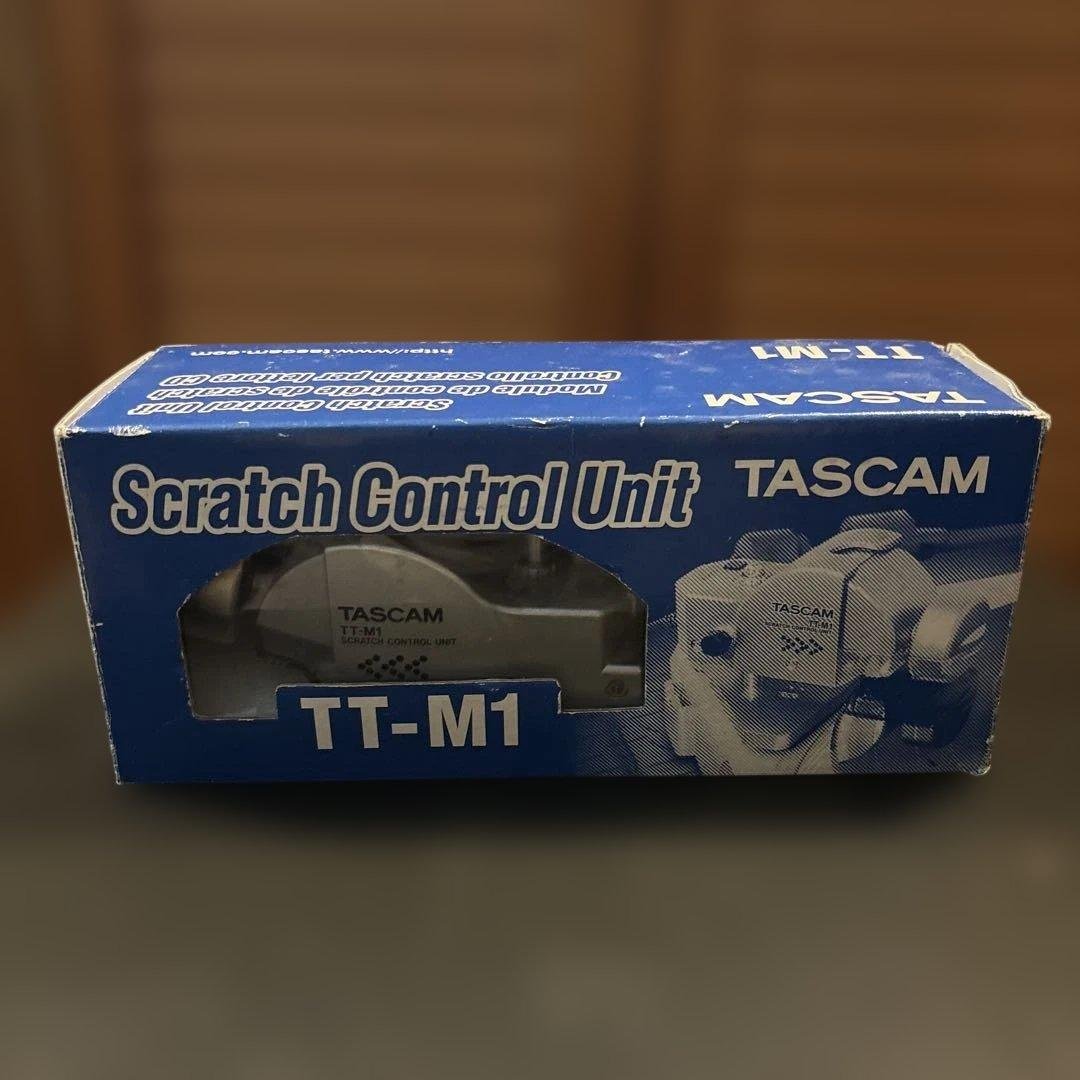 TASCAM
TT-M1
Scratch Control Unit
Module de contrôle de scratch
Controllo scratch per lettore CD
http://www.tascam.com
Scratch Control Unit
TASCAM
TASCAM
TT-M1
SCRATCH CONTROL UNIT
TT-M1
TASCAM
TT-M1
SCRATCH CONTROL UNIT